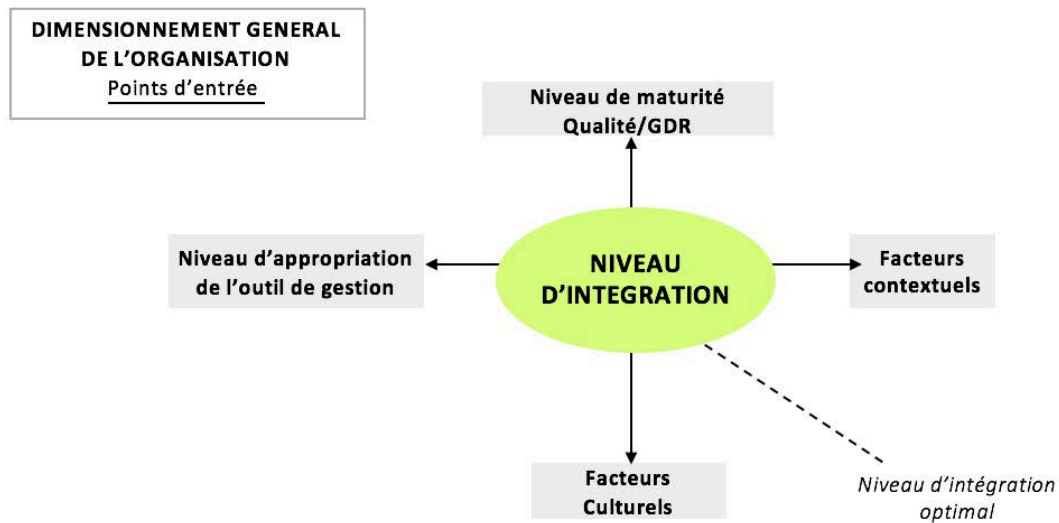 DIMENSIONNEMENT GENERAL
DE L'ORGANISATION
Points d'entrée
Niveau de maturité
Qualité/GDR
Niveau d'appropriation
de l'outil de gestion
NIVEAU
D'INTEGRATION
Facteurs
contextuels
Facteurs
Culturels
Niveau d'intégration
optimal